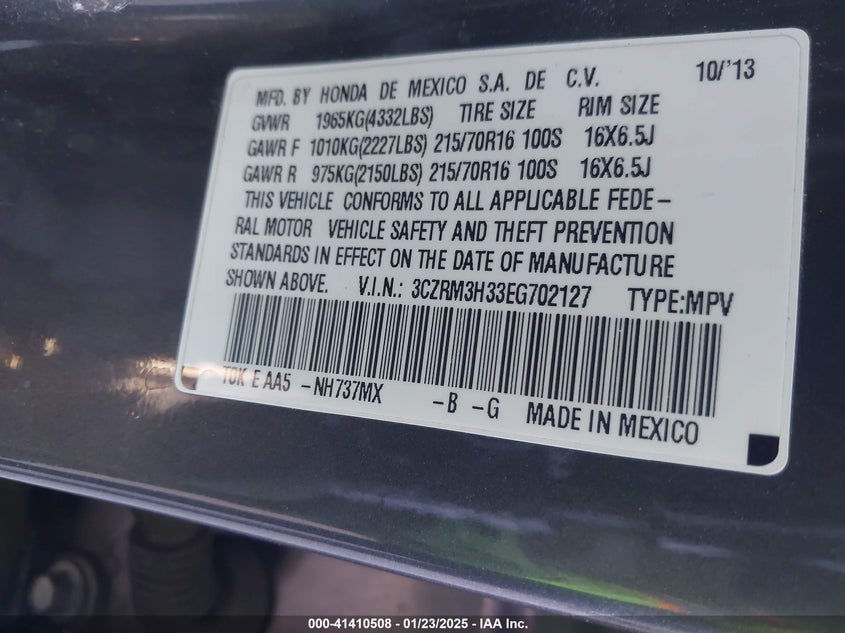 MFD. BY HONDA DE MEXICO S.A. DE C.V. 10/'13
GVWR 1965KG(4332LBS) TIRE SIZE RIM SIZE
GAWR F 1010KG(2227LBS) 215/70R16 100S 16X6.5J
GAWR R 975KG(2150LBS) 215/70R16 100S 16X6.5J
THIS VEHICLE CONFORMS TO ALL APPLICABLE FEDE-
RAL MOTOR VEHICLE SAFETY AND THEFT PREVENTION
STANDARDS IN EFFECT ON THE DATE OF MANUFACTURE
SHOWN ABOVE. V.I.N.: 3CZRM3H33EG702127 TYPE:MPV
T0K E AA5 -NH737MX -B -G MADE IN MEXICO
000-41410508 / 01/23/2025 - IAA Inc.